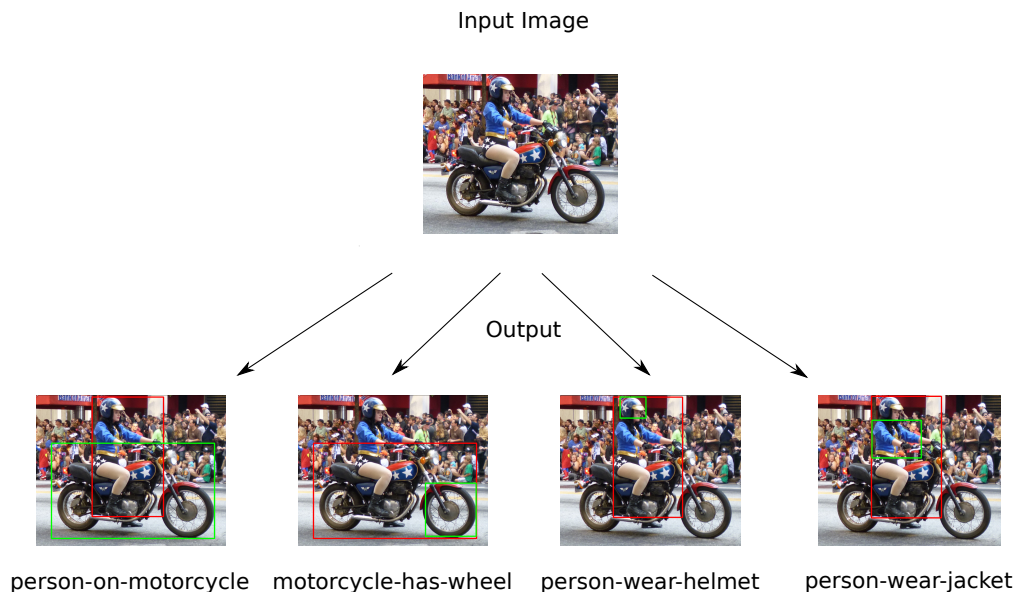 Input Image
Output
person-on-motorcycle
motorcycle-has-wheel
person-wear-helmet
person-wear-jacket